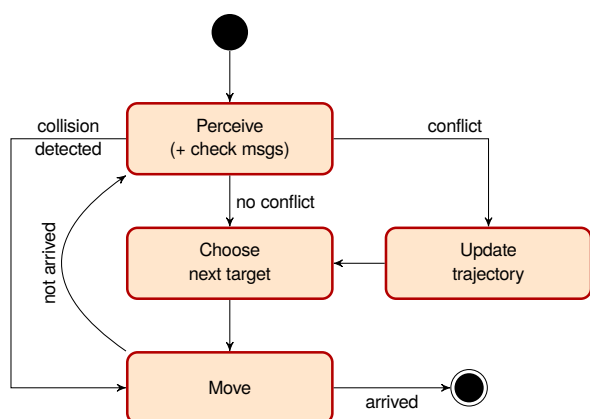 collision
detected
Perceive
(+ check msgs)
conflict
no conflict
Choose
next target
Update
trajectory
not arrived
Move
arrived